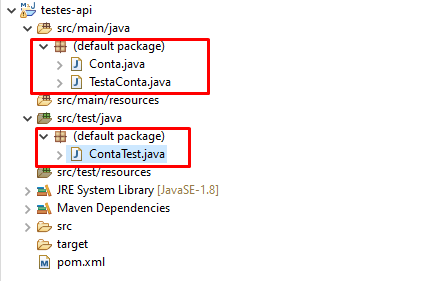 testes-api
src/main/java
(default package)
Conta.java
TestaConta.java
src/main/resources
src/test/java
(default package)
ContaTest.java
src/test/resources
JRE System Library [JavaSE-1.8]
Maven Dependencies
src
target
pom.xml